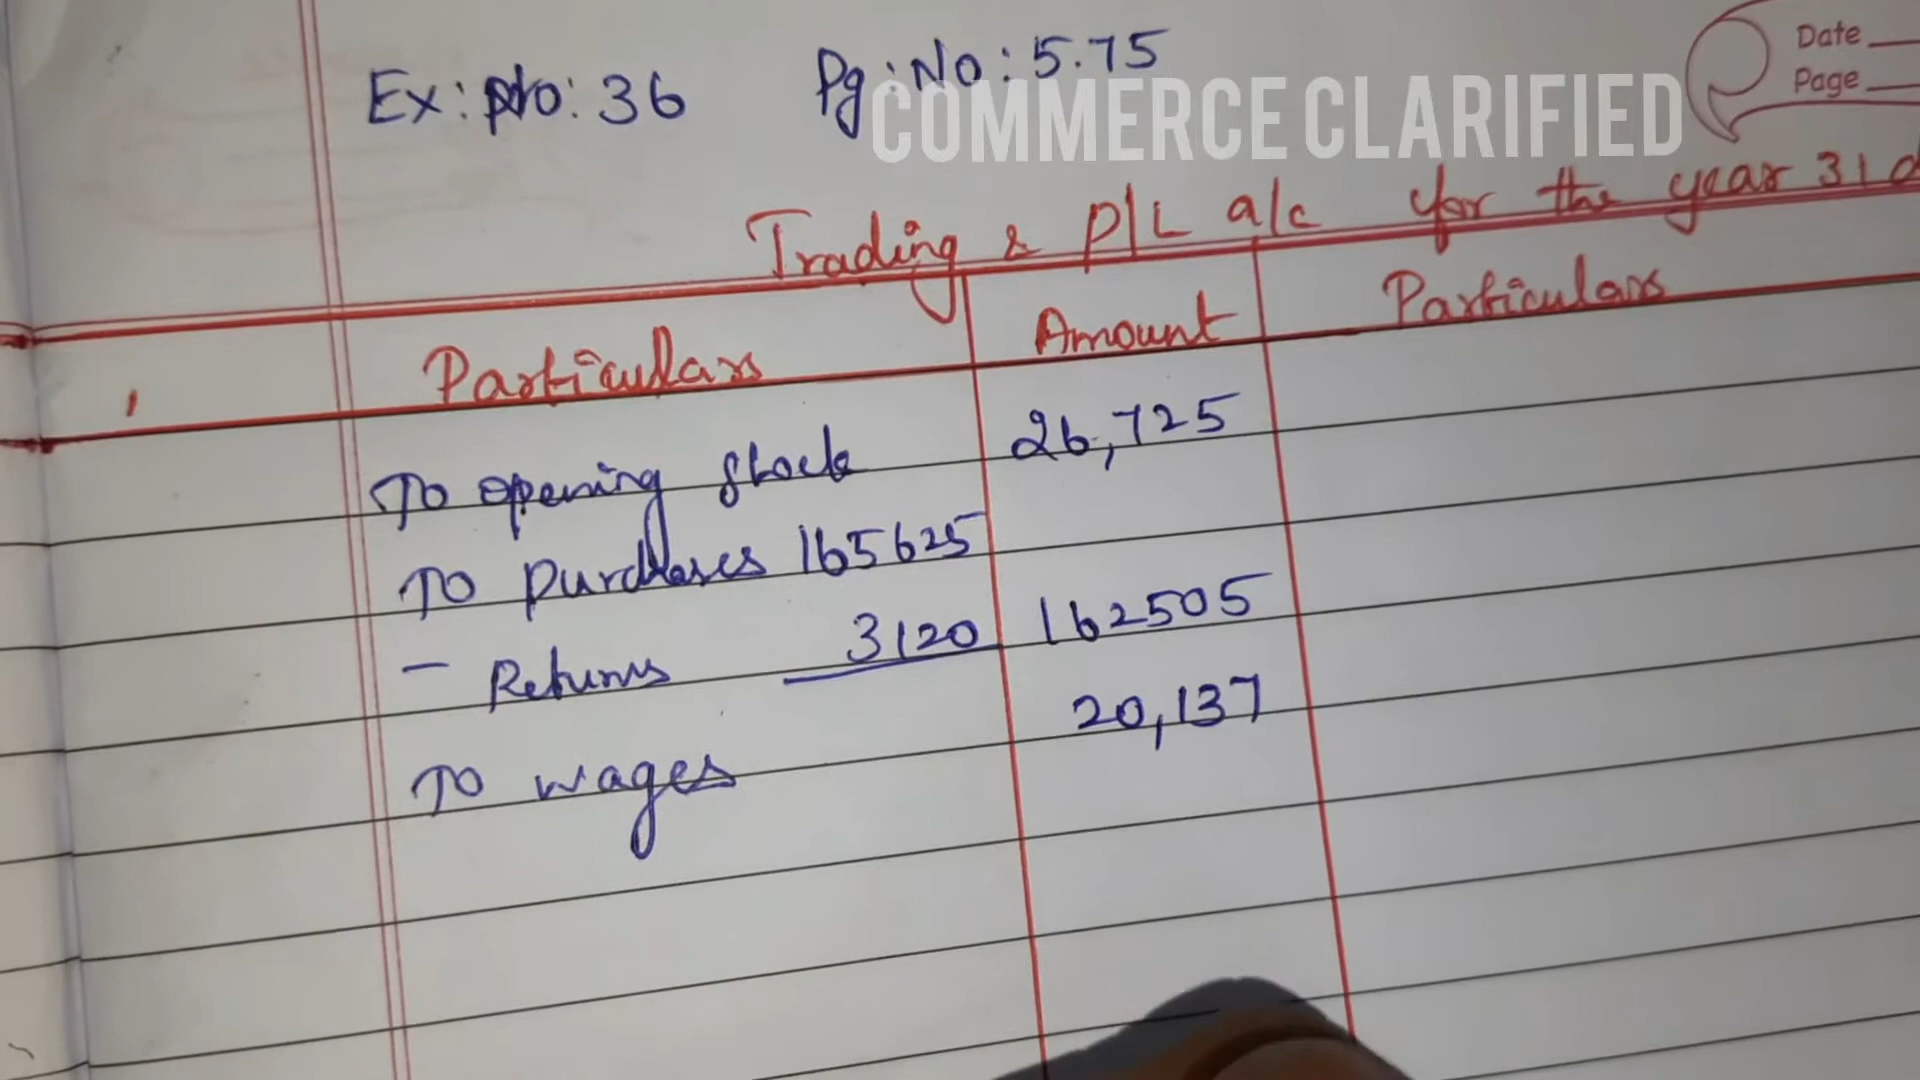 Ex: No: 36 Pg: No: 5.75
COMMERCE CLARIFIED
Date
Page
Trading & P/L a/c for the year 31 d
Particulars Amount Particulars
To opening stock 26,725
To purchases 165625
- Returns 3120 162505
To wages 20,137